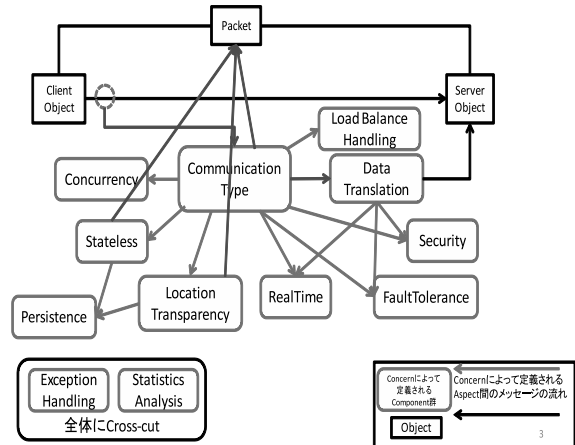 Packet
Client
Object
Server
Object
Load Balance
Handling
Communication
Type
Data
Translation
Concurrency
Stateless
Security
Location
Transparency
RealTime
FaultTolerance
Persistence
Exception
Handling
Statistics
Analysis
全体にCross-cut
Concernによって
定義される
Component群
Concernによって定義される
Aspect間のメッセージの流れ
Object
3